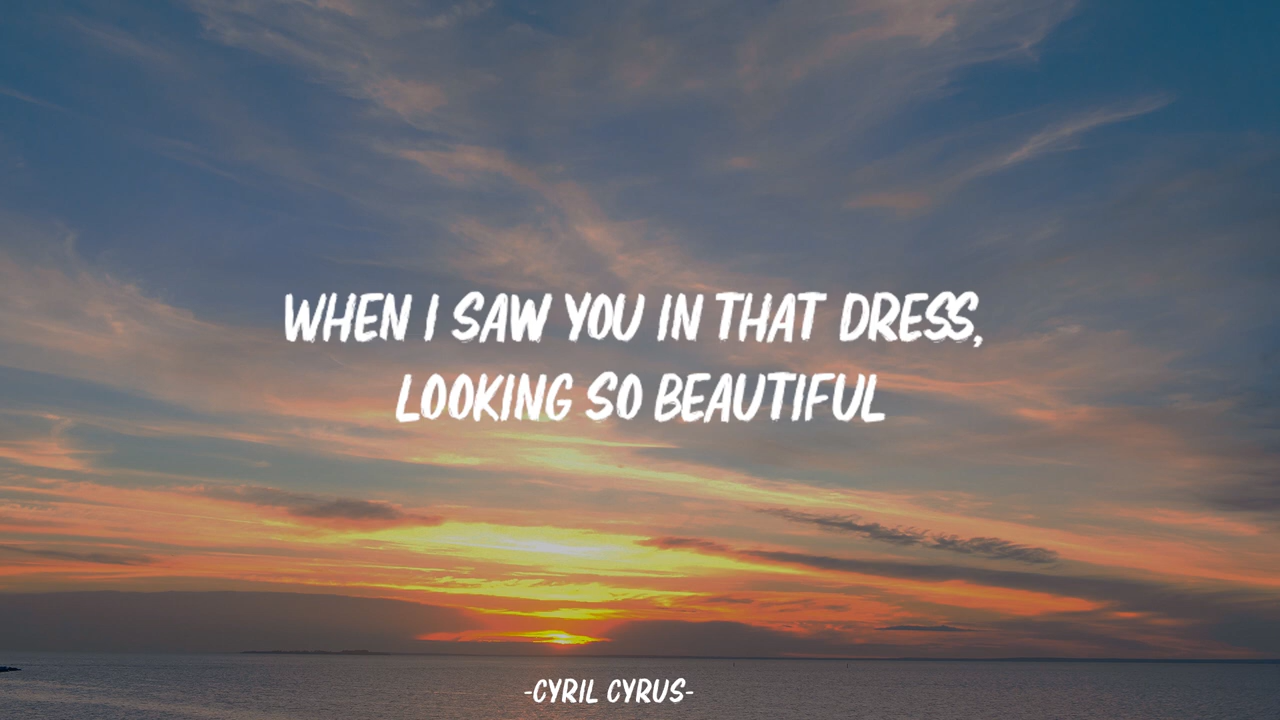 WHEN I SAW YOU IN THAT DRESS,
LOOKING SO BEAUTIFUL
-CYRIL CYRUS-